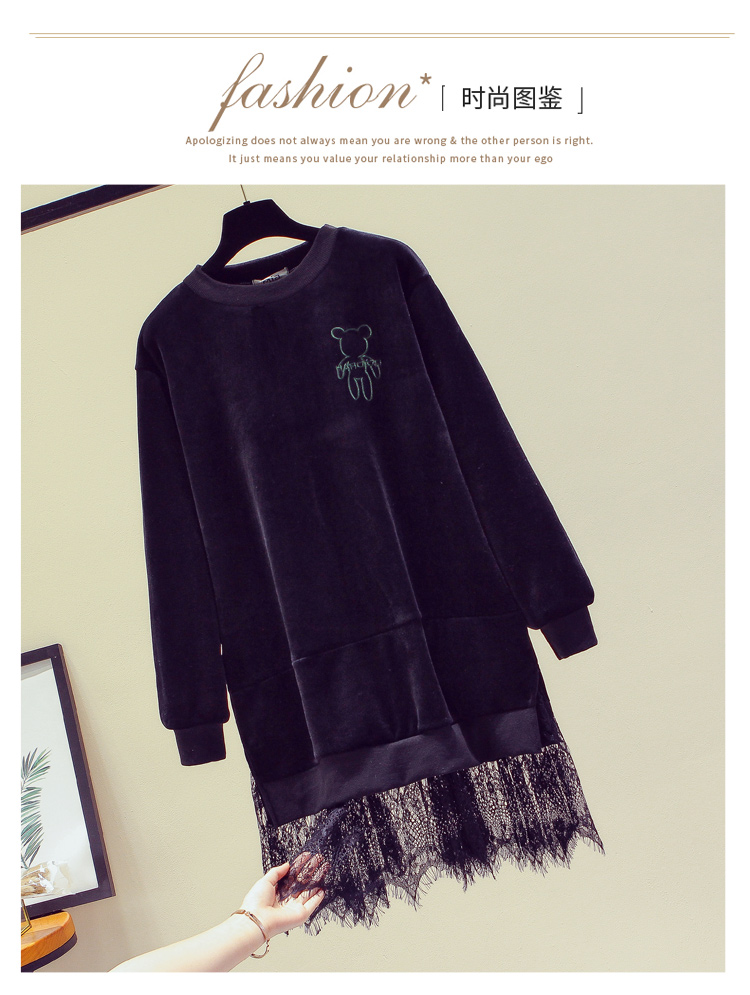 fashion*「 时尚图鉴 」
Apologizing does not always mean you are wrong & the other person is right.
It just means you value your relationship more than your ego